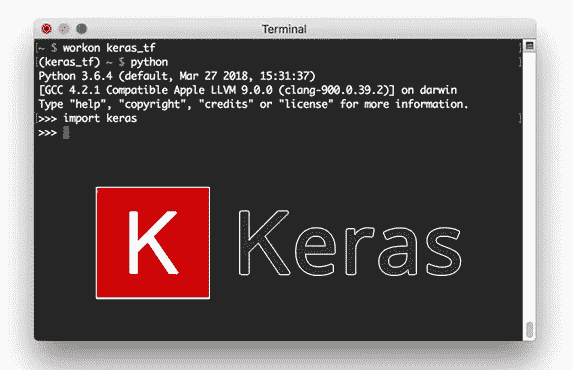 Terminal
~ $ workon keras_tf
(keras_tf) ~ $ python
Python 3.6.4 (default, Mar 27 2018, 15:31:37)
[GCC 4.2.1 Compatible Apple LLVM 9.0.0 (clang-900.0.39.2)] on darwin
Type "help", "copyright", "credits" or "license" for more information.
>>> import keras
>>>
K Keras